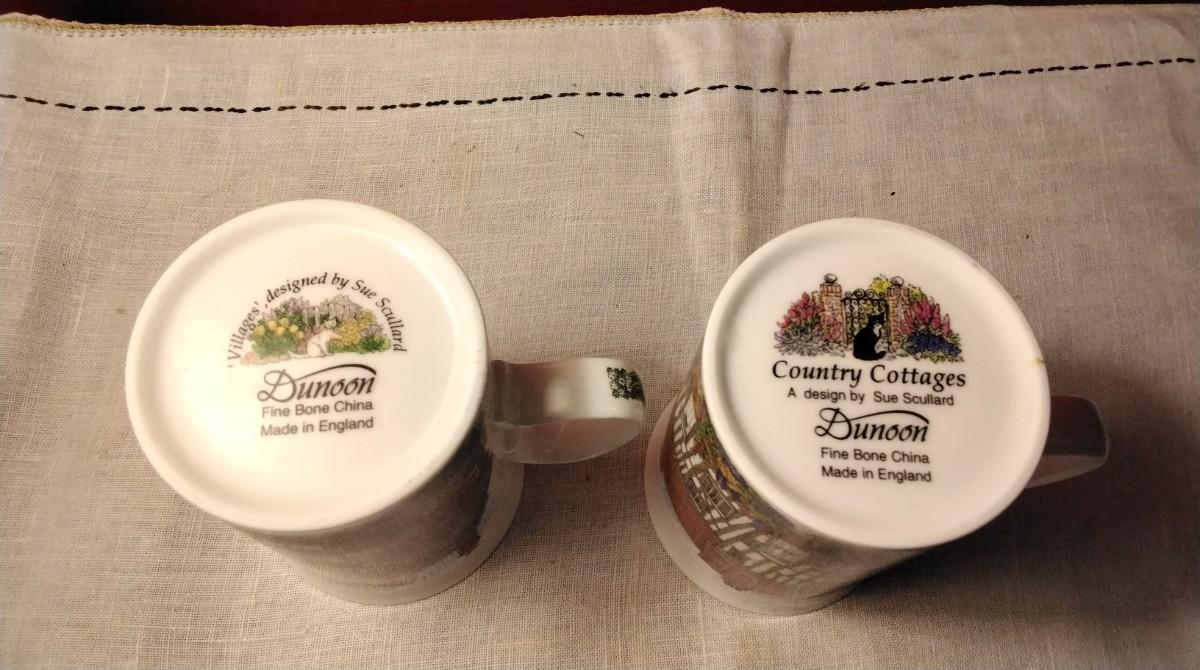 'Villages', designed by Sue Scullard
Dunoon
Fine Bone China
Made in England
Country Cottages
A design by Sue Scullard
Dunoon
Fine Bone China
Made in England